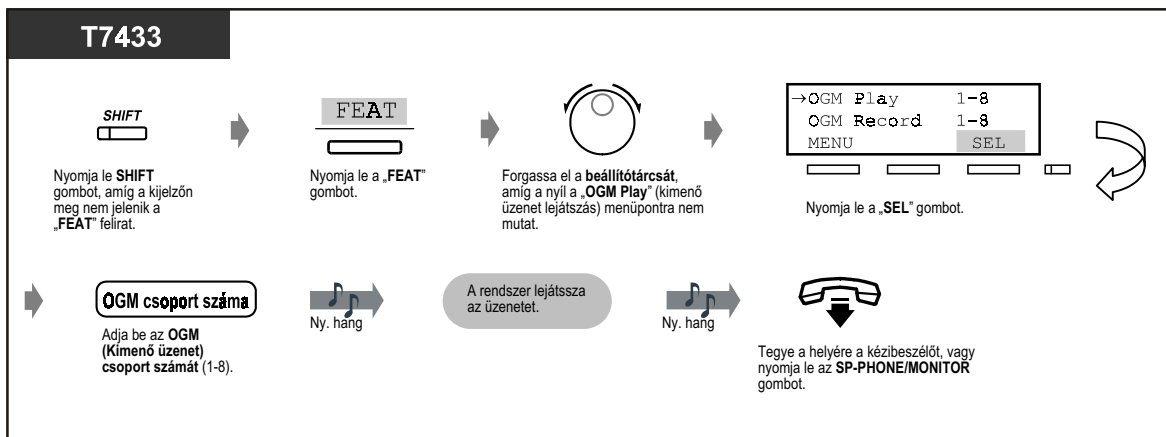 T7433
SHIFT
Nyomja le SHIFT
gombot, amíg a kijelzőn
meg nem jelenik a
„FEAT” felirat.
FEAT
Nyomja le a „FEAT”
gombot.
Forgassa el a beállítótárcsát,
amíg a nyíl a „OGM Play” (kimenő
üzenet lejátszás) menüpontra nem
mutat.
→OGM Play 1-8
OGM Record 1-8
MENU SEL
Nyomja le a „SEL” gombot.
OGM csoport száma
Adja be az OGM
(Kimenő üzenet)
csoport számát (1-8).
Ny. hang
A rendszer lejátssza
az üzenetet.
Ny. hang
Tegye a helyére a kézibeszélőt, vagy
nyomja le az SP-PHONE/MONITOR
gombot.